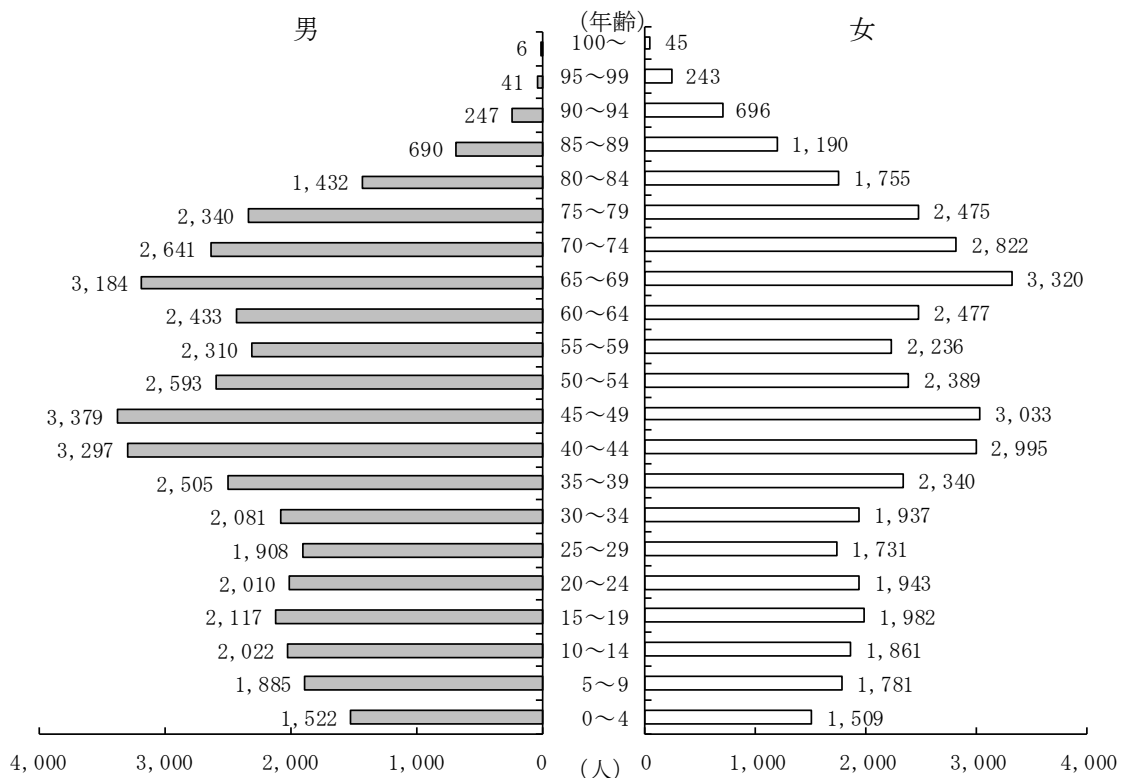 男 (年齢) 女
6 100～ 45
41 95～99 243
247 90～94 696
690 85～89 1,190
1,432 80～84 1,755
2,340 75～79 2,475
2,641 70～74 2,822
3,184 65～69 3,320
2,433 60～64 2,477
2,310 55～59 2,236
2,593 50～54 2,389
3,379 45～49 3,033
3,297 40～44 2,995
2,505 35～39 2,340
2,081 30～34 1,937
1,908 25～29 1,731
2,010 20～24 1,943
2,117 15～19 1,982
2,022 10～14 1,861
1,885 5～9 1,781
1,522 0～4 1,509
4,000 3,000 2,000 1,000 0 (人) 0 1,000 2,000 3,000 4,000